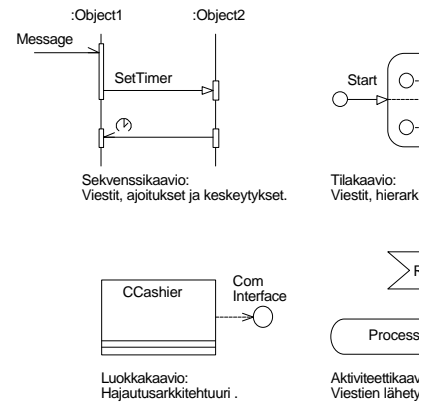 :Object1
:Object2
Message
SetTimer
Sekvenssikaavio:
Viestit, ajoitukset ja keskeytykset.
Start
Tilakaavio:
Viestit, hierark
CCashier
Com
Interface
Luokkakaavio:
Hajautusarkkitehtuuri .
Process
Aktiviteettikaav
Viestien lähety